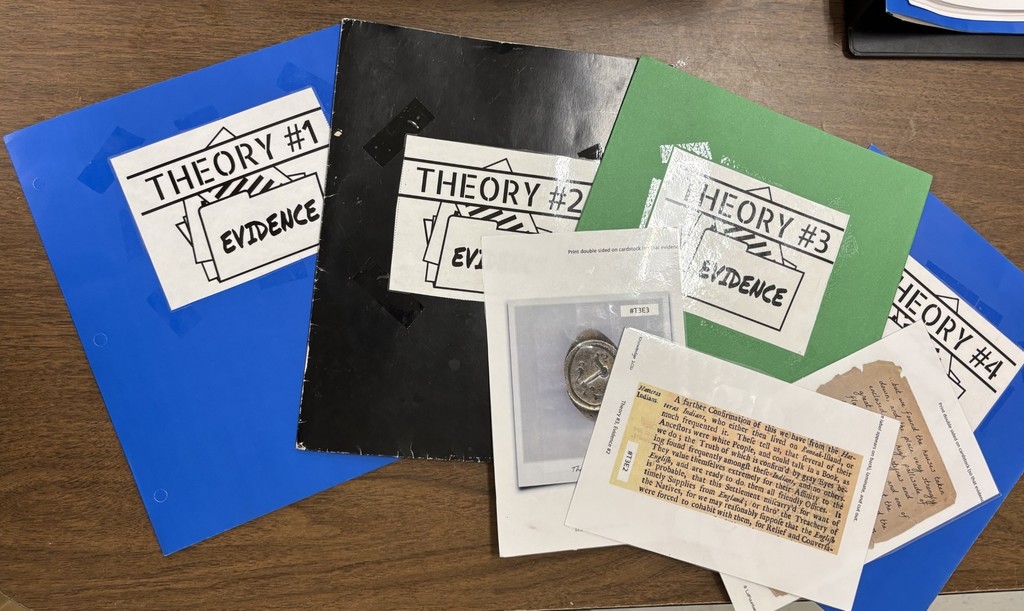 THEORY #1
EVIDENCE
THEORY #2
THEORY #3
EVIDENCE
THEORY #4
Print double sided on cardstock
#T3E3
Theory #3, Evidence #2
#T3E2
Hatteras
Indians.
A farther Confirmation of this we have from the Hat-
teras Indians, who either then lived on Ronoak-Island, or
much frequented it. These tell us, that several of their
Ancestors were white People, and could talk in a Book, as
we do; the Truth of which is confirm'd by gray Eyes be-
ing found frequently amongst these Indians, and no others.
They value themselves extremely for their Affinity to the
English, and are ready to do them all friendly Offices. It
is probable, that this Settlement miscarry'd for want of
timely Supplies from England; or thro' the Treachery of
the Natives, for we may reasonably suppose that the English
were forced to cohabit with them, for Relief and Conversa-
we found the houses taken